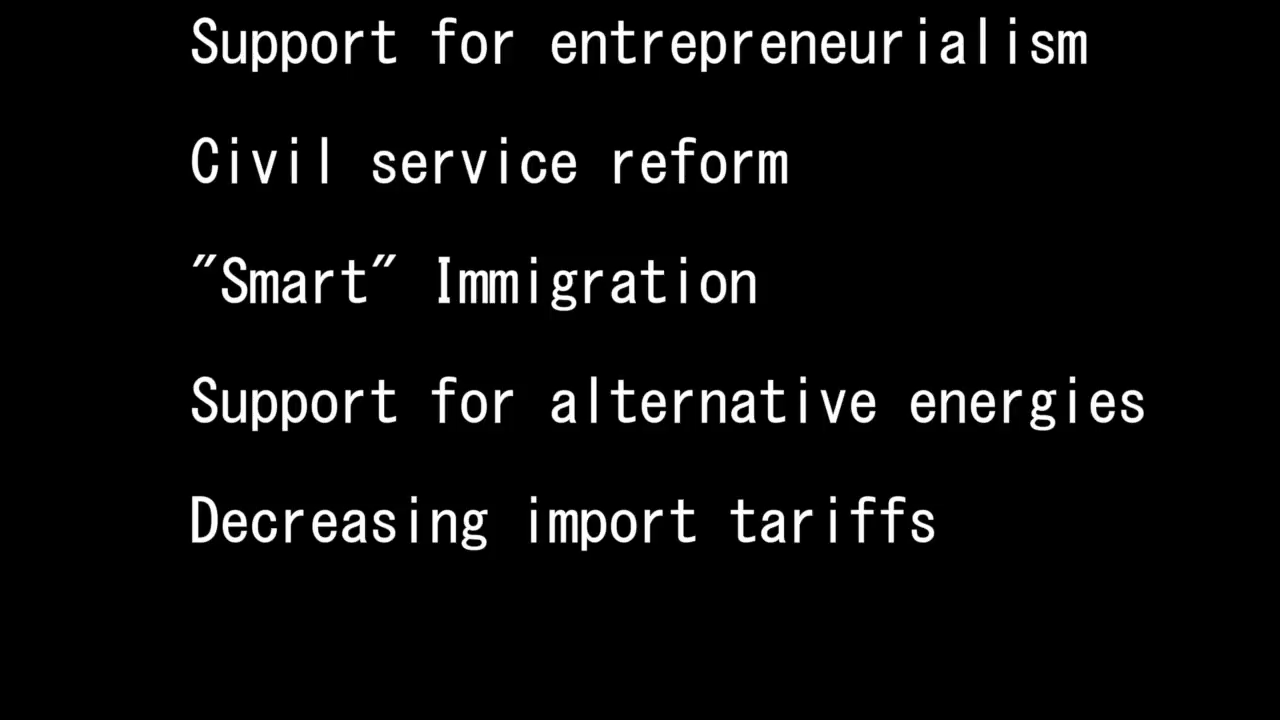 Support for entrepreneurialism
Civil service reform
"Smart" Immigration
Support for alternative energies
Decreasing import tariffs